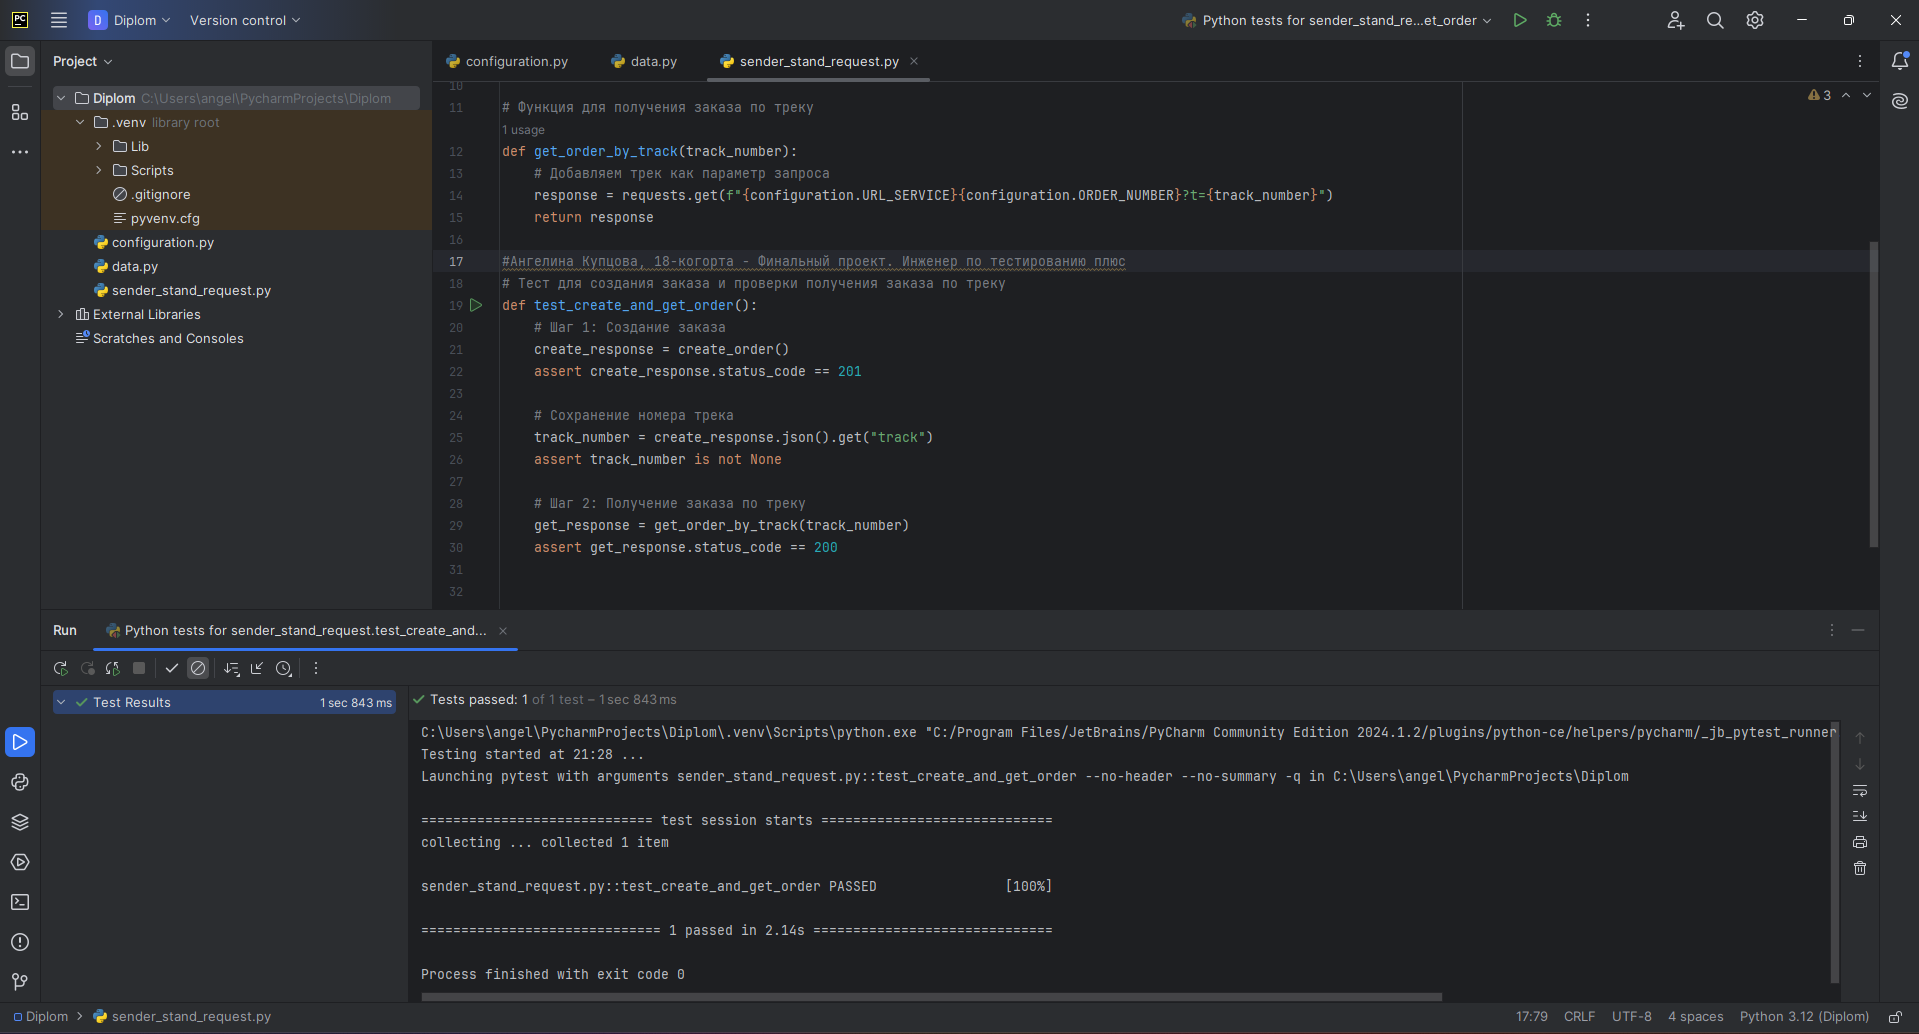 PC
D Diplom
Version control
Python tests for sender_stand_re...et_order
Project
configuration.py
data.py
sender_stand_request.py
Diplom C:\Users\angel\PycharmProjects\Diplom
.venv library root
Lib
Scripts
.gitignore
pyvenv.cfg
configuration.py
data.py
sender_stand_request.py
External Libraries
Scratches and Consoles
3
10
11 # Функция для получения заказа по треку
1 usage
12 def get_order_by_track(track_number):
13 # Добавляем трек как параметр запроса
14 response = requests.get(f"{configuration.URL_SERVICE}{configuration.ORDER_NUMBER}?t={track_number}")
15 return response
16
17 #Ангелина Купцова, 18-когорта - Финальный проект. Инженер по тестированию плюс
18 # Тест для создания заказа и проверки получения заказа по треку
19 def test_create_and_get_order():
20 # Шаг 1: Создание заказа
21 create_response = create_order()
22 assert create_response.status_code == 201
23
24 # Сохранение номера трека
25 track_number = create_response.json().get("track")
26 assert track_number is not None
27
28 # Шаг 2: Получение заказа по треку
29 get_response = get_order_by_track(track_number)
30 assert get_response.status_code == 200
31
32
Run
Python tests for sender_stand_request.test_create_and...
Test Results 1 sec 843 ms
Tests passed: 1 of 1 test – 1 sec 843 ms
C:\Users\angel\PycharmProjects\Diplom\.venv\Scripts\python.exe "C:/Program Files/JetBrains/PyCharm Community Edition 2024.1.2/plugins/python-ce/helpers/pycharm/_jb_pytest_runner
Testing started at 21:28 ...
Launching pytest with arguments sender_stand_request.py::test_create_and_get_order --no-header --no-summary -q in C:\Users\angel\PycharmProjects\Diplom
============================= test session starts =============================
collecting ... collected 1 item
sender_stand_request.py::test_create_and_get_order PASSED [100%]
============================== 1 passed in 2.14s ==============================
Process finished with exit code 0
Diplom > sender_stand_request.py
17:79 CRLF UTF-8 4 spaces Python 3.12 (Diplom)